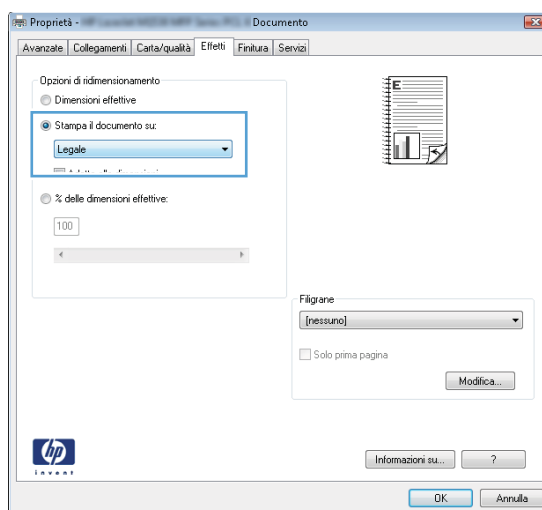 Proprietà - Documento
Avanzate Collegamenti Carta/qualità Effetti Finitura Servizi
Opzioni di ridimensionamento
Dimensioni effettive
Stampa il documento su:
Legale
% delle dimensioni effettive:
100
E
Filigrane
[nessuno]
Solo prima pagina
Modifica...
hp
invent
Informazioni su... ?
OK Annulla